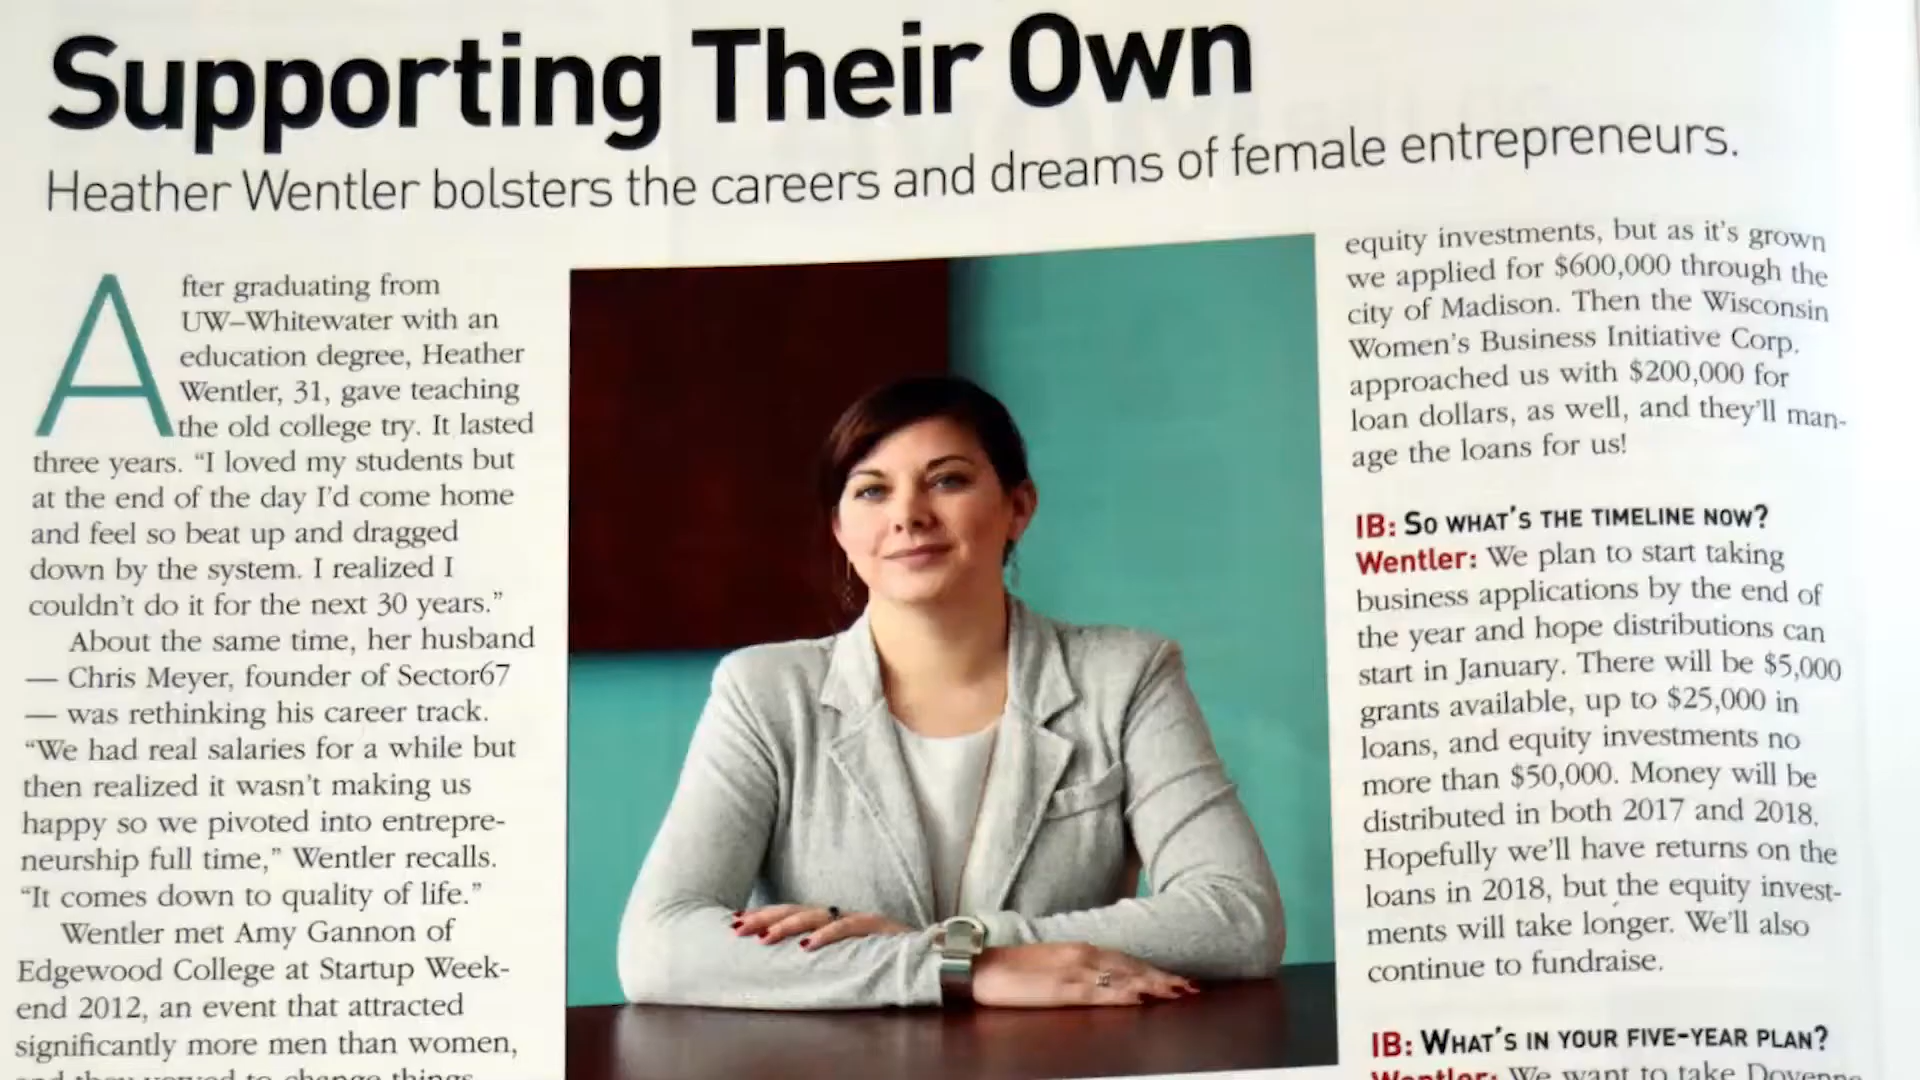 Supporting Their Own
Heather Wentler bolsters the careers and dreams of female entrepreneurs.
After graduating from
UW–Whitewater with an
education degree, Heather
Wentler, 31, gave teaching
the old college try. It lasted
three years. “I loved my students but
at the end of the day I’d come home
and feel so beat up and dragged
down by the system. I realized I
couldn’t do it for the next 30 years.”
About the same time, her husband
— Chris Meyer, founder of Sector67
— was rethinking his career track.
“We had real salaries for a while but
then realized it wasn’t making us
happy so we pivoted into entrepre-
neurship full time,” Wentler recalls.
“It comes down to quality of life.”
Wentler met Amy Gannon of
Edgewood College at Startup Week-
end 2012, an event that attracted
significantly more men than women,
and they vowed to change things.
equity investments, but as it’s grown
we applied for $600,000 through the
city of Madison. Then the Wisconsin
Women’s Business Initiative Corp.
approached us with $200,000 for
loan dollars, as well, and they’ll man-
age the loans for us!
IB: SO WHAT’S THE TIMELINE NOW?
Wentler: We plan to start taking
business applications by the end of
the year and hope distributions can
start in January. There will be $5,000
grants available, up to $25,000 in
loans, and equity investments no
more than $50,000. Money will be
distributed in both 2017 and 2018.
Hopefully we’ll have returns on the
loans in 2018, but the equity invest-
ments will take longer. We’ll also
continue to fundraise.
IB: WHAT’S IN YOUR FIVE-YEAR PLAN?
Wentler: We want to take Doyenne